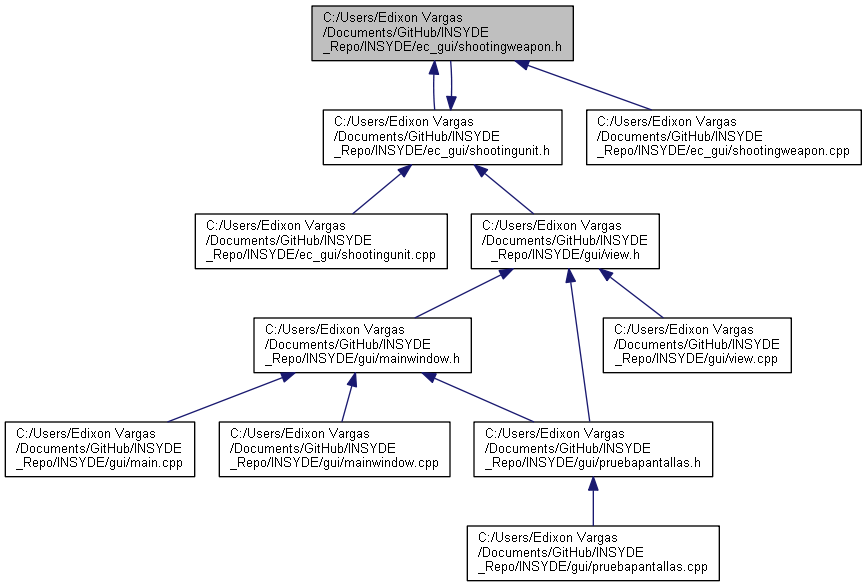 C:/Users/Edixon Vargas
/Documents/GitHub/INSYDE
_Repo/INSYDE/ec_gui/shootingweapon.h
C:/Users/Edixon Vargas
/Documents/GitHub/INSYDE
_Repo/INSYDE/ec_gui/shootingunit.h
C:/Users/Edixon Vargas
/Documents/GitHub/INSYDE
_Repo/INSYDE/ec_gui/shootingweapon.cpp
C:/Users/Edixon Vargas
/Documents/GitHub/INSYDE
_Repo/INSYDE/ec_gui/shootingunit.cpp
C:/Users/Edixon Vargas
/Documents/GitHub/INSYDE
_Repo/INSYDE/gui/view.h
C:/Users/Edixon Vargas
/Documents/GitHub/INSYDE
_Repo/INSYDE/gui/mainwindow.h
C:/Users/Edixon Vargas
/Documents/GitHub/INSYDE
_Repo/INSYDE/gui/view.cpp
C:/Users/Edixon Vargas
/Documents/GitHub/INSYDE
_Repo/INSYDE/gui/main.cpp
C:/Users/Edixon Vargas
/Documents/GitHub/INSYDE
_Repo/INSYDE/gui/mainwindow.cpp
C:/Users/Edixon Vargas
/Documents/GitHub/INSYDE
_Repo/INSYDE/gui/pruebapantallas.h
C:/Users/Edixon Vargas
/Documents/GitHub/INSYDE
_Repo/INSYDE/gui/pruebapantallas.cpp